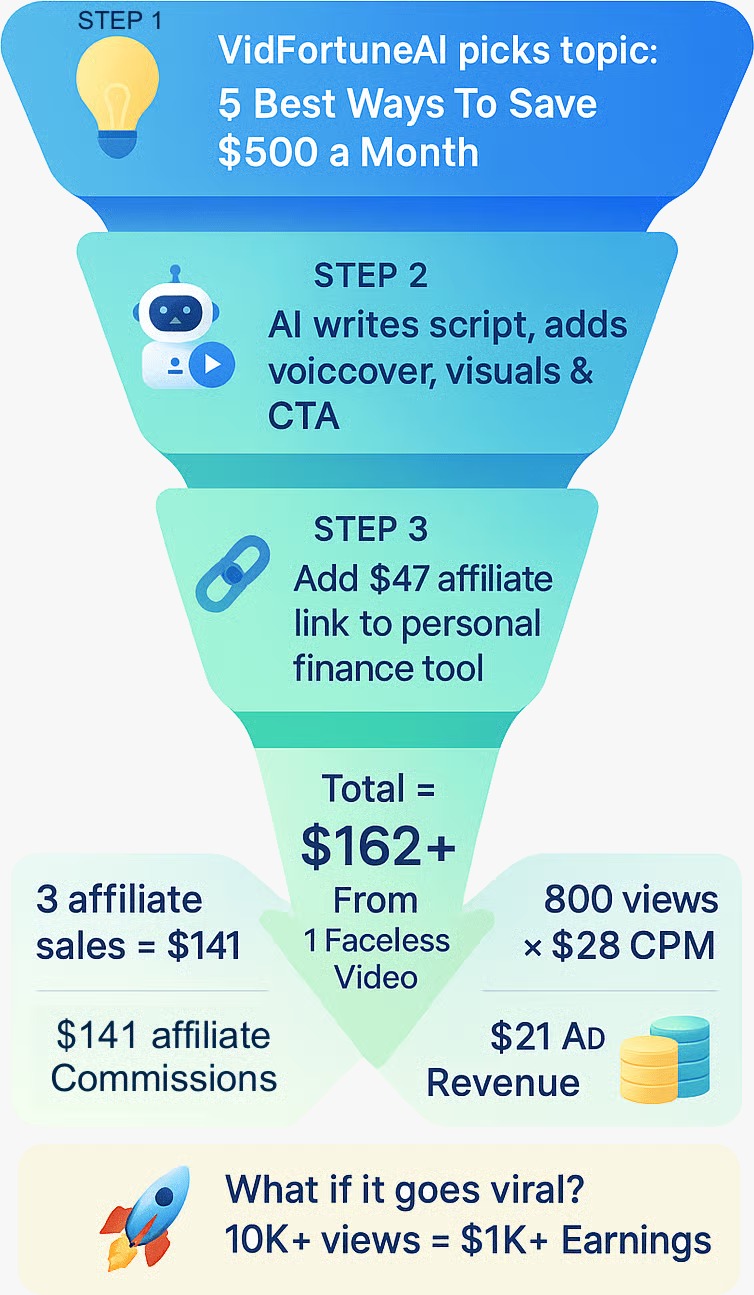 STEP 1
VidFortuneAI picks topic:
5 Best Ways To Save
$500 a Month
STEP 2
AI writes script, adds
voiccover, visuals &
CTA
STEP 3
Add $47 affiliate
link to personal
finance tool
Total =
$162+
From
1 Faceless
Video
3 affiliate
sales = $141
$141 affiliate
Commissions
800 views
× $28 CPM
$21 AD
Revenue
What if it goes viral?
10K+ views = $1K+ Earnings